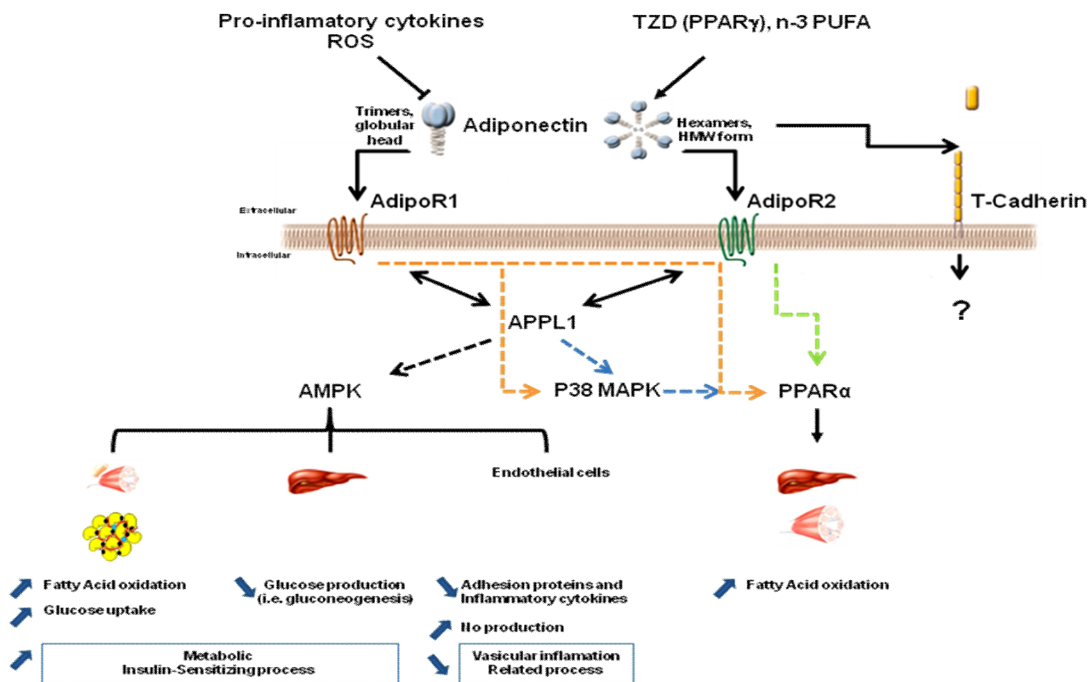 Pro-inflamatory cytokines
ROS
TZD (PPARγ), n-3 PUFA
Trimers,
globular
head
Adiponectin
Hexamers,
HMW form
AdipoR1
AdipoR2
T-Cadherin
Extracellular
Intracellular
?
APPL1
AMPK
P38 MAPK
PPARα
Endothelial cells
Fatty Acid oxidation
Glucose uptake
Glucose production
(i.e. gluconeogenesis)
Adhesion proteins and
Inflammatory cytokines
No production
Fatty Acid oxidation
Metabolic
Insulin-Sensitizing process
Vasicular inflamation
Related process